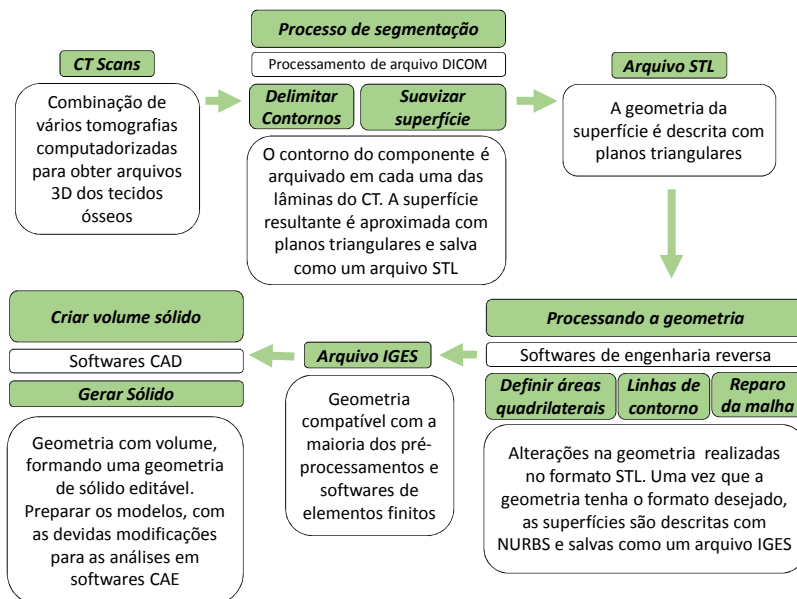 CT Scans
Combinação de
vários tomografias
computadorizadas
para obter arquivos
3D dos tecidos
ósseos
Processo de segmentação
Processamento de arquivo DICOM
Delimitar
Contornos
Suavizar
superfície
O contorno do componente é
arquivado em cada uma das
lâminas do CT. A superfície
resultante é aproximada com
planos triangulares e salva
como um arquivo STL
Arquivo STL
A geometria da
superfície é descrita com
planos triangulares
Processando a geometria
Softwares de engenharia reversa
Definir áreas
quadrilaterais
Linhas de
contorno
Reparo
da malha
Alterações na geometria realizadas
no formato STL. Uma vez que a
geometria tenha o formato desejado,
as superfícies são descritas com
NURBS e salvas como um arquivo IGES
Arquivo IGES
Geometria
compatível com a
maioria dos pré-
processamentos e
softwares de
elementos finitos
Criar volume sólido
Softwares CAD
Gerar Sólido
Geometria com volume,
formando uma geometria
de sólido editável.
Preparar os modelos, com
as devidas modificações
para as análises em
softwares CAE